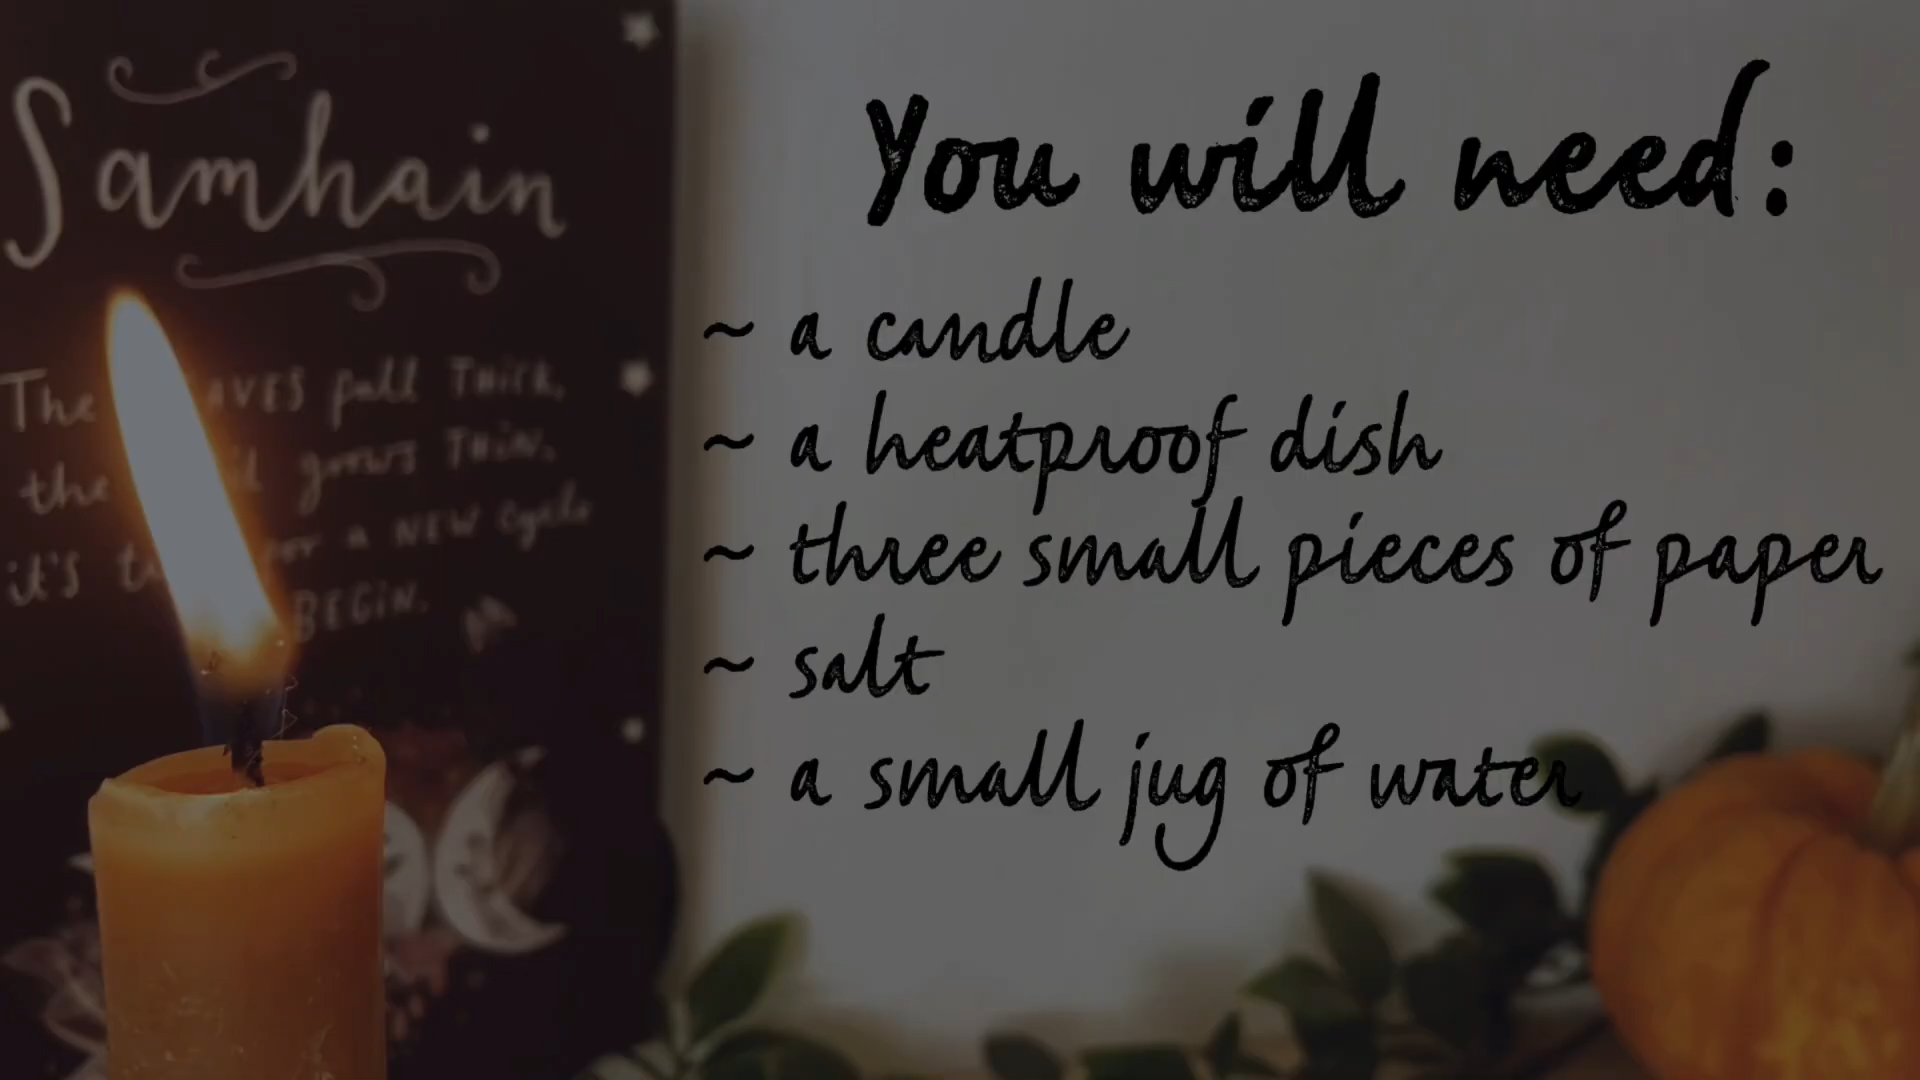 Samhain
The AVES fall THICK,
the grows THIN,
it's for a NEW cycle
BEGIN.
You will need:
~ a candle
~ a heatproof dish
~ three small pieces of paper
~ salt
~ a small jug of water